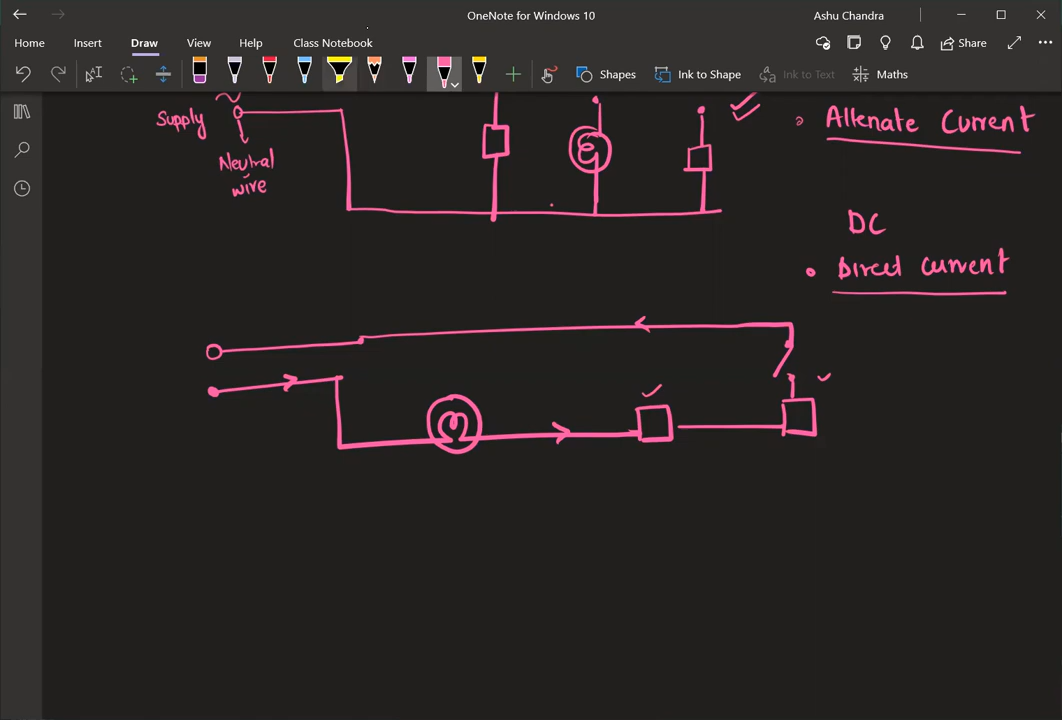 OneNote for Windows 10
Ashu Chandra
Home Insert Draw View Help Class Notebook
Share
Shapes Ink to Shape Ink to Text Maths
Supply
Neutral
wire
Altenate Current
DC
Direct current